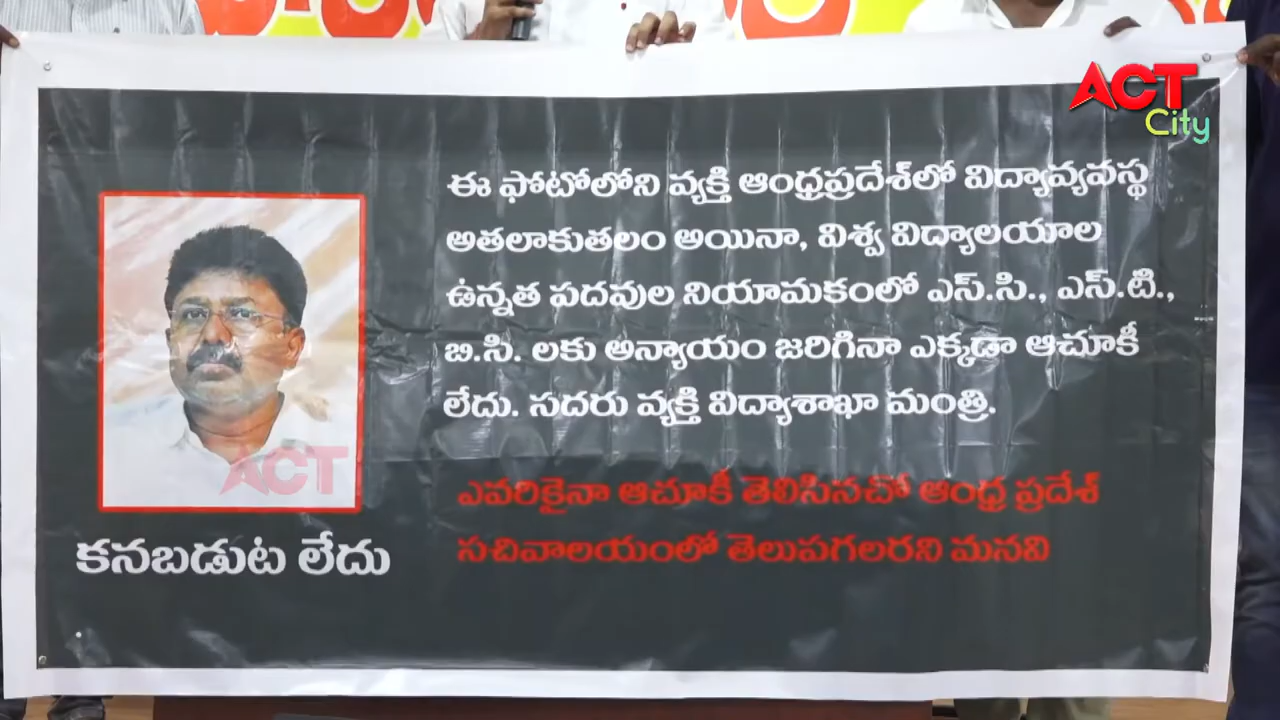 ACT
City
ఈ ఫోటోలోని వ్యక్తి ఆంధ్రప్రదేశ్‌లో విద్యావ్యవస్థ
అతలాకుతలం అయినా, విశ్వ విద్యాలయాల
ఉన్నత పదవుల నియామకంలో ఎస్.సి., ఎస్.టి.,
బి.సి. లకు అన్యాయం జరిగినా ఎక్కడా ఆచూకీ
లేదు. సదరు వ్యక్తి విద్యాశాఖా మంత్రి.
ACT
కనబడుట లేదు
ఎవరికైనా ఆచూకీ తెలిసినచో ఆంధ్ర ప్రదేశ్
సచివాలయంలో తెలుపగలరని మనవి